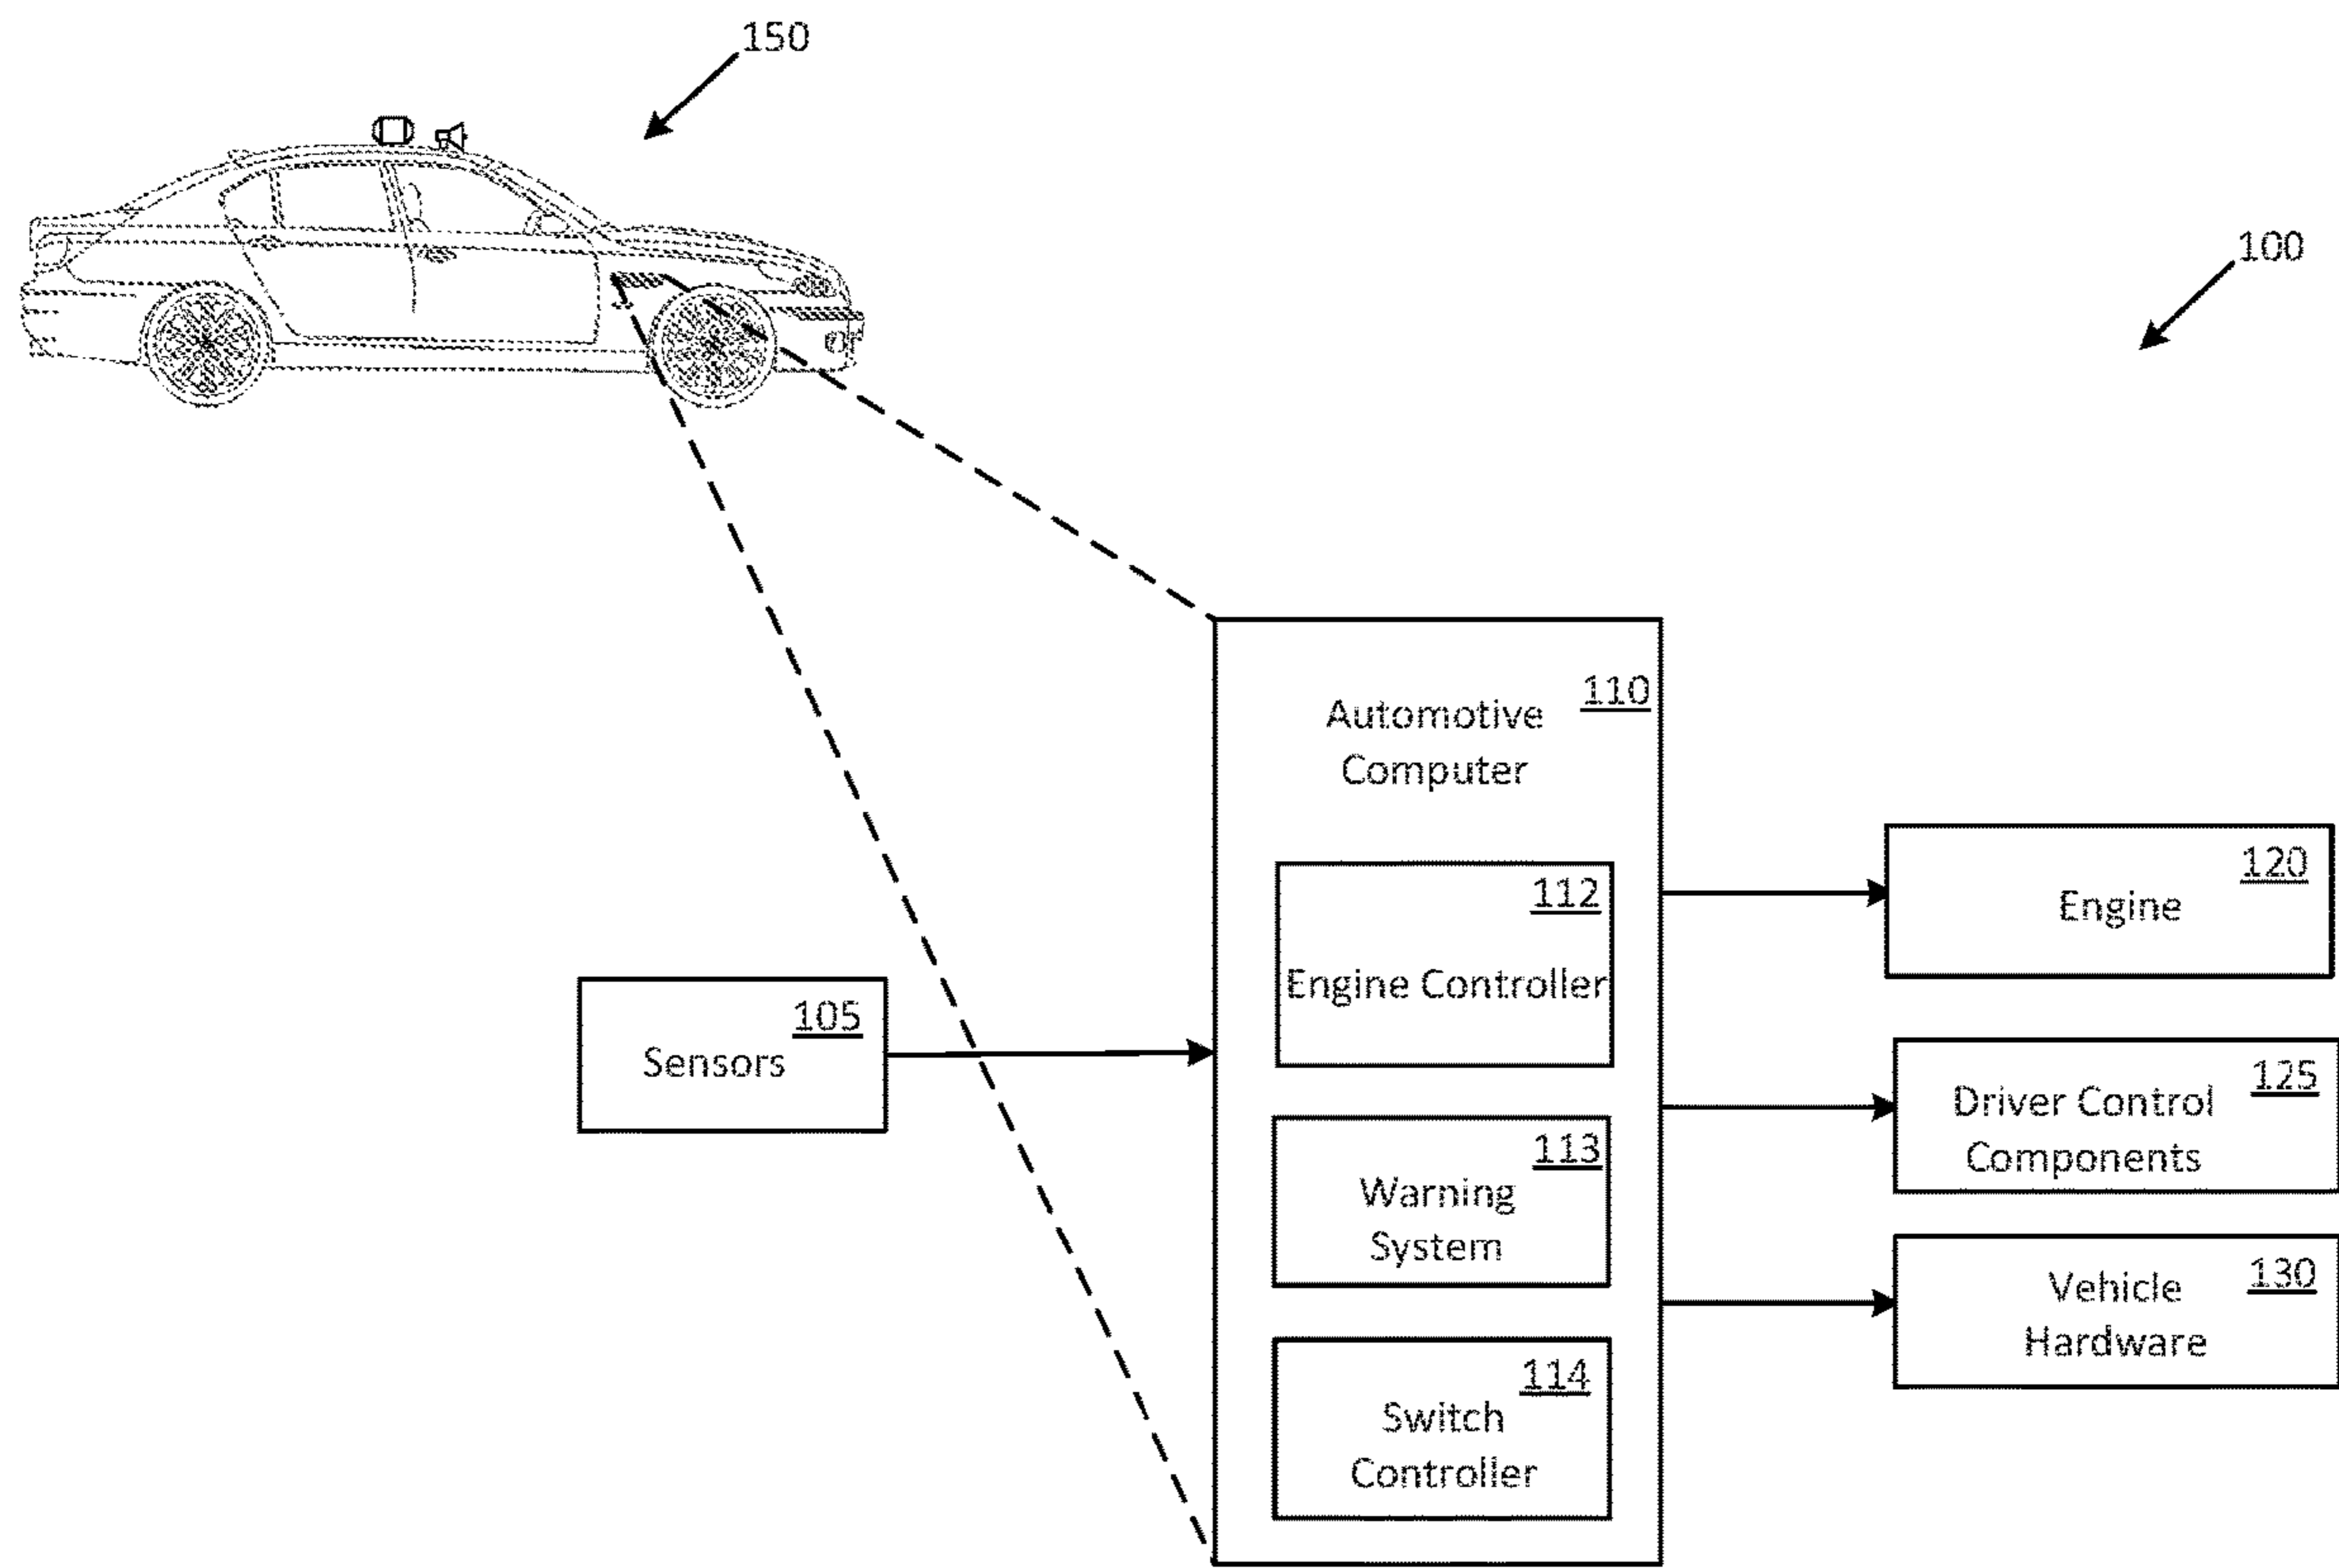 150
100
110
Automotive
Computer
112
Engine Controller
113
Warning
System
114
Switch
Controller
105
Sensors
120
Engine
125
Driver Control
Components
130
Vehicle
Hardware